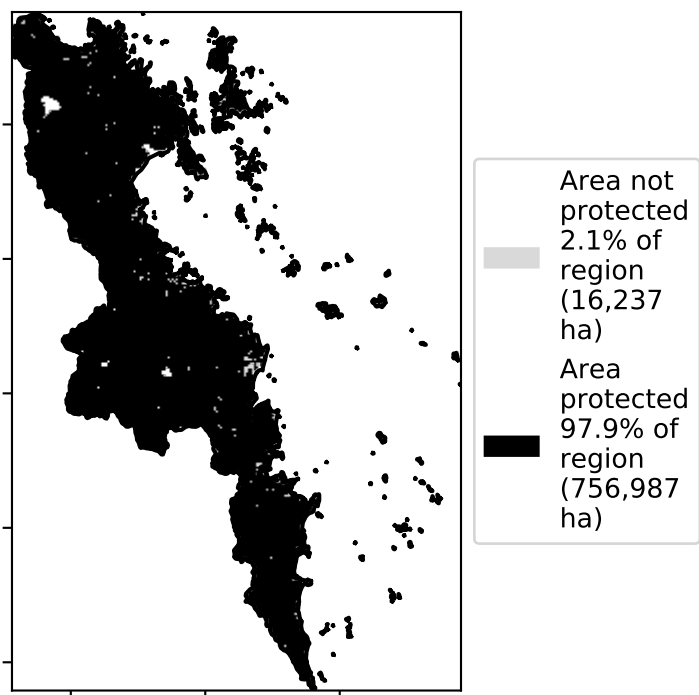 Area not
protected
2.1% of
region
(16,237
ha)
Area
protected
97.9% of
region
(756,987
ha)